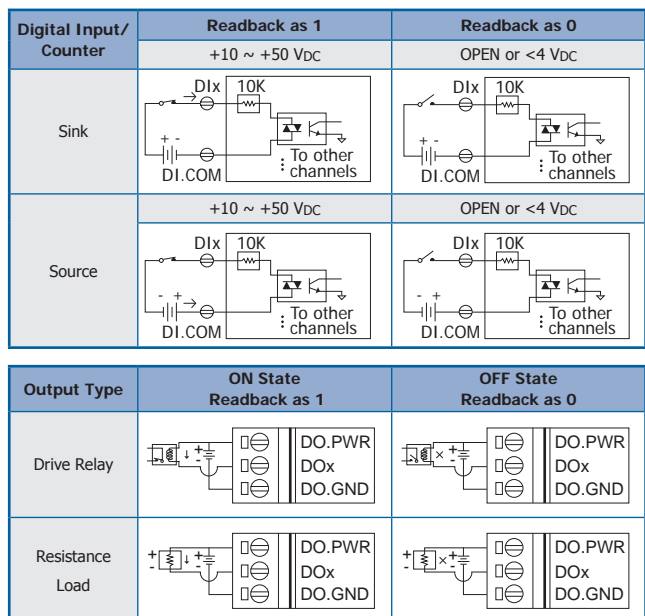 Digital Input/
Counter
Readback as 1
Readback as 0
+10 ~ +50 VDC
OPEN or <4 VDC
Sink
DIx
10K
+ -
DI.COM
To other
channels
DIx
10K
+ -
DI.COM
To other
channels
+10 ~ +50 VDC
OPEN or <4 VDC
Source
DIx
10K
- +
DI.COM
To other
channels
DIx
10K
- +
DI.COM
To other
channels
Output Type
ON State
Readback as 1
OFF State
Readback as 0
Drive Relay
+
-
DO.PWR
DOx
DO.GND
×
+
-
DO.PWR
DOx
DO.GND
Resistance
Load
+
-
+
-
DO.PWR
DOx
DO.GND
+
-
×
+
-
DO.PWR
DOx
DO.GND